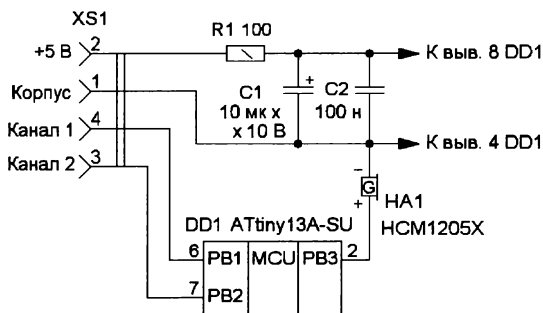 XS1
+5 В 2
R1 100
К выв. 8 DD1
Корпус 1
C1
10 мк х
х 10 В
+
C2
100 н
Канал 1 4
К выв. 4 DD1
Канал 2 3
−
G
+
HA1
HCM1205X
DD1 ATtiny13A-SU
6 PB1 MCU PB3 2
7 PB2